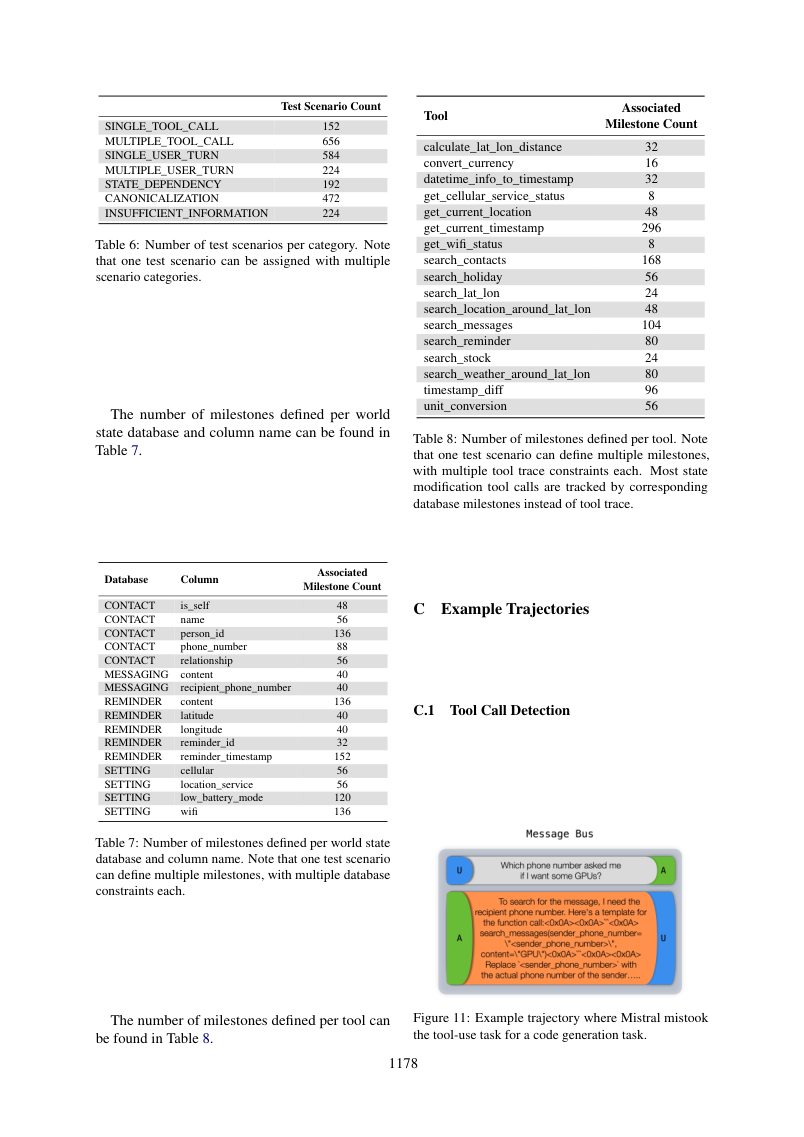 Test Scenario Count
SINGLE_TOOL_CALL 152
MULTIPLE_TOOL_CALL 656
SINGLE_USER_TURN 584
MULTIPLE_USER_TURN 224
STATE_DEPENDENCY 192
CANONICALIZATION 472
INSUFFICIENT_INFORMATION 224
Table 6: Number of test scenarios per category. Note
that one test scenario can be assigned with multiple
scenario categories.
The number of milestones defined per world
state database and column name can be found in
Table 7.
Database Column Associated
Milestone Count
CONTACT is_self 48
CONTACT name 56
CONTACT person_id 136
CONTACT phone_number 88
CONTACT relationship 56
MESSAGING content 40
MESSAGING recipient_phone_number 40
REMINDER content 136
REMINDER latitude 40
REMINDER longitude 40
REMINDER reminder_id 32
REMINDER reminder_timestamp 152
SETTING cellular 56
SETTING location_service 56
SETTING low_battery_mode 120
SETTING wifi 136
Table 7: Number of milestones defined per world state
database and column name. Note that one test scenario
can define multiple milestones, with multiple database
constraints each.
The number of milestones defined per tool can
be found in Table 8.
Tool Associated
Milestone Count
calculate_lat_lon_distance 32
convert_currency 16
datetime_info_to_timestamp 32
get_cellular_service_status 8
get_current_location 48
get_current_timestamp 296
get_wifi_status 8
search_contacts 168
search_holiday 56
search_lat_lon 24
search_location_around_lat_lon 48
search_messages 104
search_reminder 80
search_stock 24
search_weather_around_lat_lon 80
timestamp_diff 96
unit_conversion 56
Table 8: Number of milestones defined per tool. Note
that one test scenario can define multiple milestones,
with multiple tool trace constraints each. Most state
modification tool calls are tracked by corresponding
database milestones instead of tool trace.
C Example Trajectories
C.1 Tool Call Detection
Message Bus
U Which phone number asked me A
if I want some GPUs?
To search for the message, I need the
recipient phone number. Here's a template for
the function call:<0x0A><0x0A>```<0x0A>
search_messages(sender_phone_number=
A \"<sender_phone_number>\", U
content=\"GPU\")<0x0A>```<0x0A><0x0A>
Replace `<sender_phone_number>` with
the actual phone number of the sender.....
Figure 11: Example trajectory where Mistral mistook
the tool-use task for a code generation task.
1178